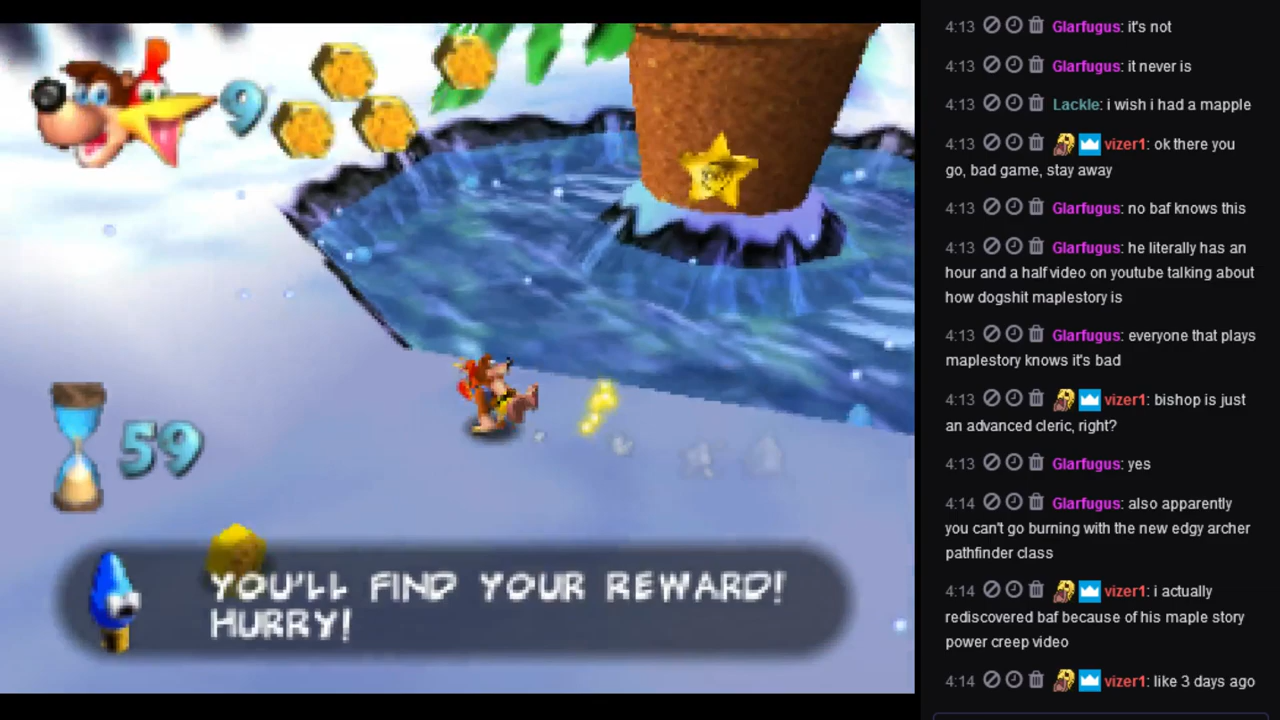 9
59
YOU'LL FIND YOUR REWARD!
HURRY!
4:13 Glarfugus: it's not
4:13 Glarfugus: it never is
4:13 Lackle: i wish i had a mapple
4:13 vizer1: ok there you
go, bad game, stay away
4:13 Glarfugus: no baf knows this
4:13 Glarfugus: he literally has an
hour and a half video on youtube talking about
how dogshit maplestory is
4:13 Glarfugus: everyone that plays
maplestory knows it's bad
4:13 vizer1: bishop is just
an advanced cleric, right?
4:13 Glarfugus: yes
4:14 Glarfugus: also apparently
you can't go burning with the new edgy archer
pathfinder class
4:14 vizer1: i actually
rediscovered baf because of his maple story
power creep video
4:14 vizer1: like 3 days ago